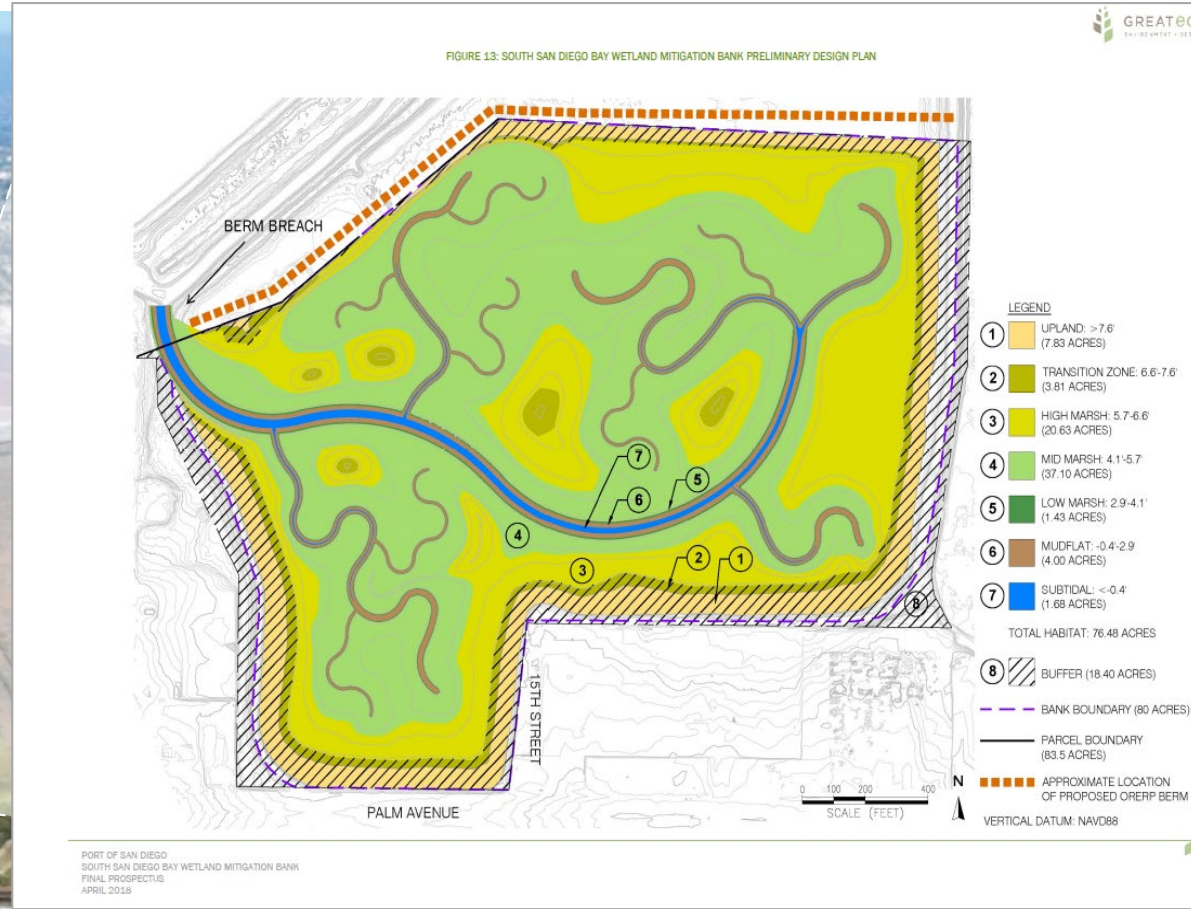 GREATEC
FIGURE 13: SOUTH SAN DIEGO BAY WETLAND MITIGATION BANK PRELIMINARY DESIGN PLAN
BERM BREACH
7
6
5
4
3
2
1
8
15TH STREET
PALM AVENUE
0 100 200 400
SCALE (FEET)
N
LEGEND
1 UPLAND: >7.6'
(7.83 ACRES)
2 TRANSITION ZONE: 6.6'-7.6'
(3.81 ACRES)
3 HIGH MARSH: 5.7'-6.6'
(20.63 ACRES)
4 MID MARSH: 4.1'-5.7'
(37.10 ACRES)
5 LOW MARSH: 2.9'-4.1'
(1.43 ACRES)
6 MUDFLAT: -0.4'-2.9'
(4.00 ACRES)
7 SUBTIDAL: <-0.4'
(1.68 ACRES)
TOTAL HABITAT: 76.48 ACRES
8 BUFFER (18.40 ACRES)
BANK BOUNDARY (80 ACRES)
PARCEL BOUNDARY
(83.5 ACRES)
APPROXIMATE LOCATION
OF PROPOSED ORERP BERM
VERTICAL DATUM: NAVD88
PORT OF SAN DIEGO
SOUTH SAN DIEGO BAY WETLAND MITIGATION BANK
FINAL PROSPECTUS
APRIL 2018